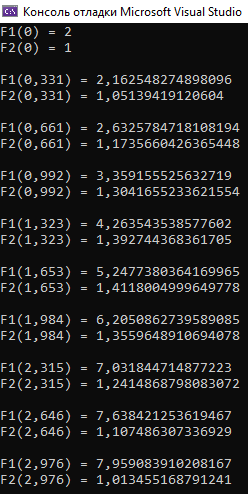 Консоль отладки Microsoft Visual Studio
F1(0) = 2
F2(0) = 1
F1(0,331) = 2,162548274898096
F2(0,331) = 1,05139419120604
F1(0,661) = 2,6325784718108194
F2(0,661) = 1,1735660426365448
F1(0,992) = 3,359155525632719
F2(0,992) = 1,3041655233621554
F1(1,323) = 4,263543538577602
F2(1,323) = 1,392744368361705
F1(1,653) = 5,2477380364169965
F2(1,653) = 1,4118004999649778
F1(1,984) = 6,2050862739589085
F2(1,984) = 1,3559648910694078
F1(2,315) = 7,031844714877223
F2(2,315) = 1,2414868798083072
F1(2,646) = 7,638421253619467
F2(2,646) = 1,107486307336929
F1(2,976) = 7,959083910208167
F2(2,976) = 1,013455168791241